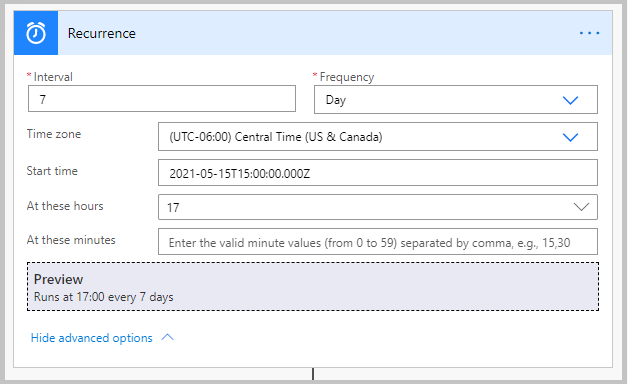 Recurrence
* Interval
* Frequency
7
Day
Time zone
(UTC-06:00) Central Time (US & Canada)
Start time
2021-05-15T15:00:00.000Z
At these hours
17
At these minutes
Enter the valid minute values (from 0 to 59) separated by comma, e.g., 15,30
Preview
Runs at 17:00 every 7 days
Hide advanced options